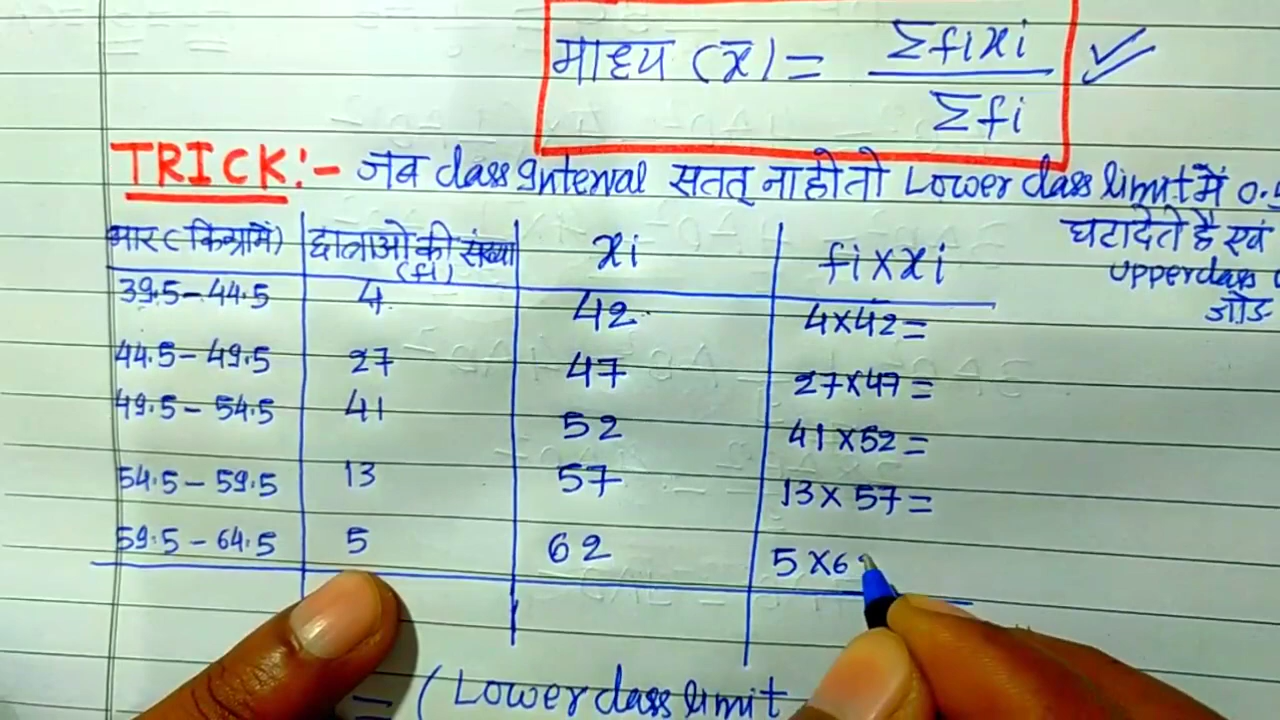 माध्य (x̄) = Σfixi / Σfi
TRICK:- जब class Interval सतत् ना हो तो Lower class limit में 0.5
घटा देते है एवं
upper class
जोड
भार ( किग्रा में) छात्राओं की संख्या (fi) xi fi×xi
39.5-44.5 4 42 4×42=
44.5-49.5 27 47 27×47=
49.5-54.5 41 52 41×52=
54.5-59.5 13 57 13×57=
59.5-64.5 5 62 5×6
= (Lower class limit